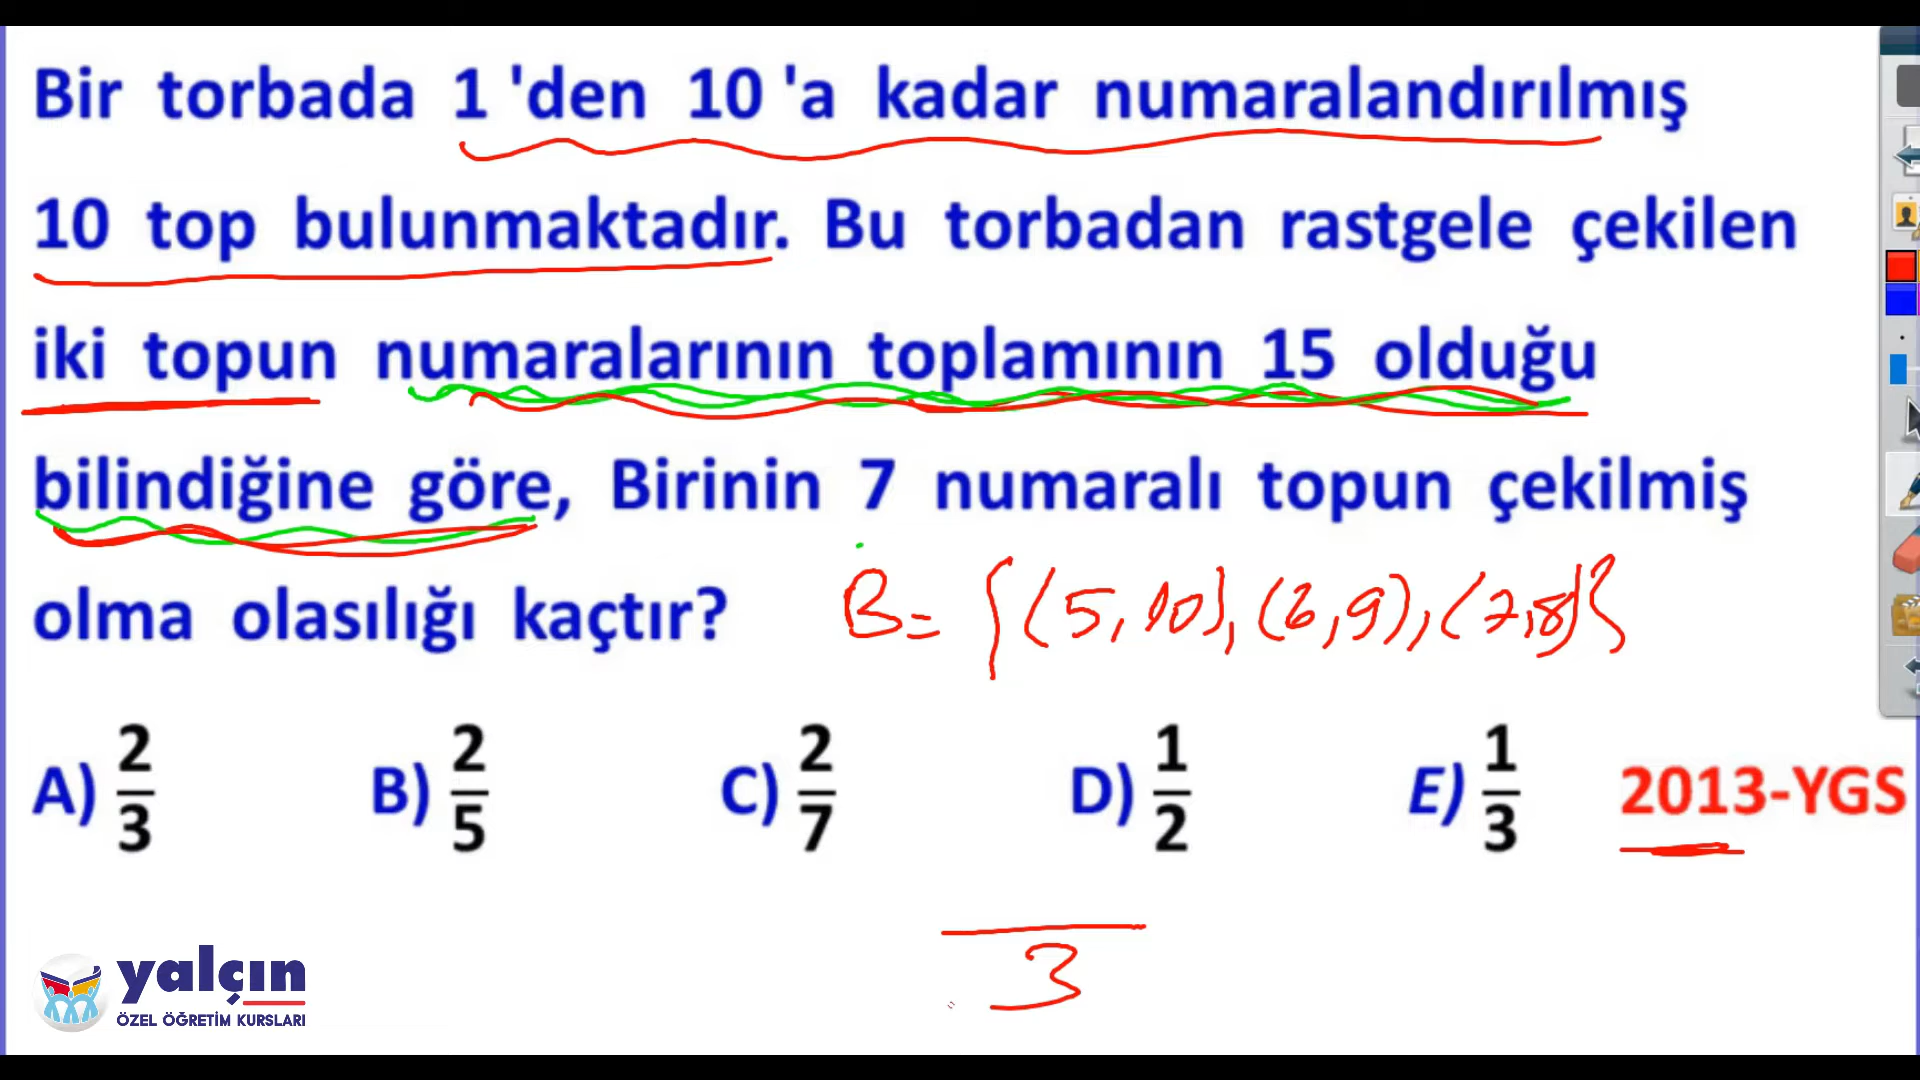 Bir torbada 1 'den 10 'a kadar numaralandırılmış
10 top bulunmaktadır. Bu torbadan rastgele çekilen
iki topun numaralarının toplamının 15 olduğu
bilindiğine göre, Birinin 7 numaralı topun çekilmiş
olma olasılığı kaçtır?
B = {(5,10), (6,9), (7,8)}
A) 2/3 B) 2/5 C) 2/7 D) 1/2 E) 1/3 2013-YGS
3
yalçın
ÖZEL ÖĞRETİM KURSLARI